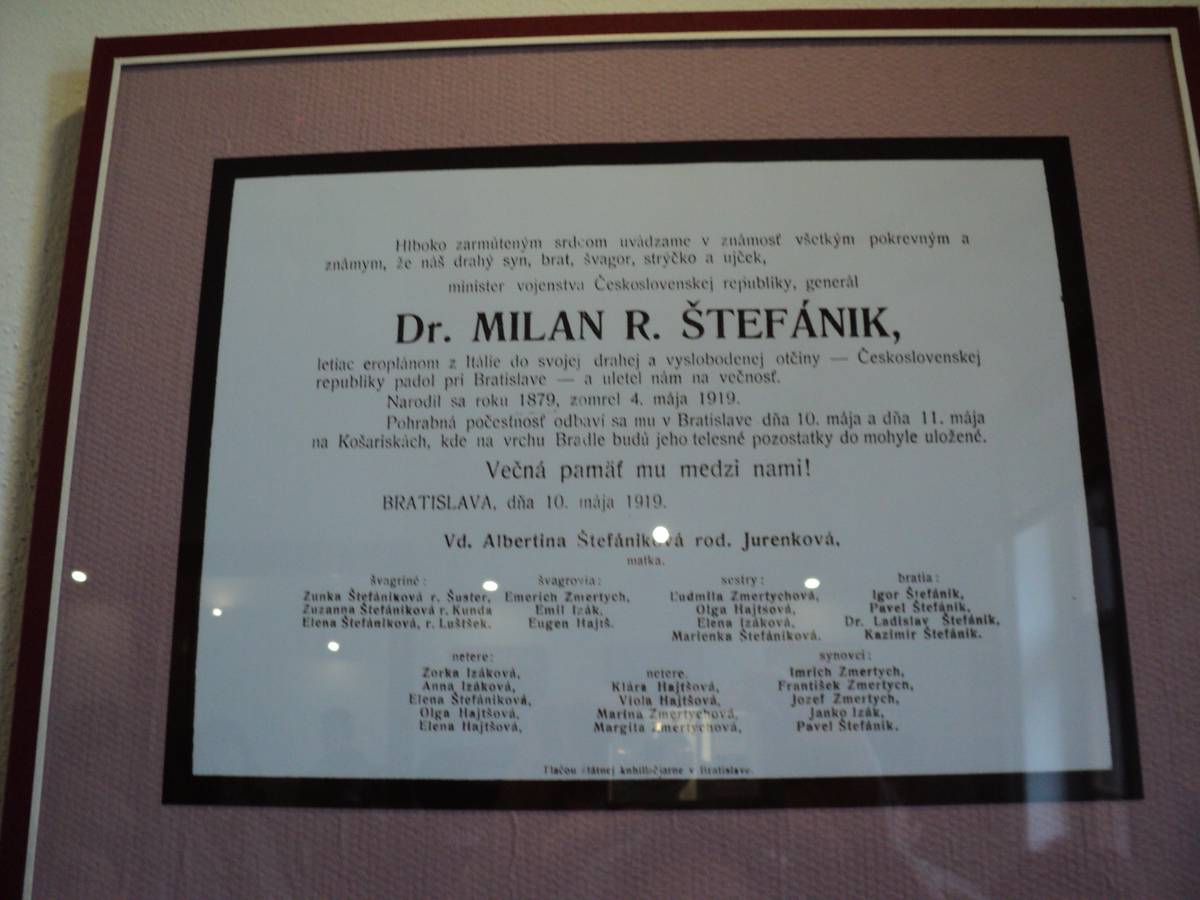 Hlboko zarmúteným srdcom uvádzame v známosť všetkým pokrevným a
známym, že náš drahý syn, brat, švagor, strýčko a ujček,
minister vojenstva Československej republiky, generál
Dr. MILAN R. ŠTEFÁNIK,
letiac eroplánom z Itálie do svojej drahej a vyslobodenej otčiny — Československej
republiky padol pri Bratislave — a uletel nám na večnosť.
Narodil sa roku 1879, zomrel 4. mája 1919.
Pohrabná počestnosť odbaví sa mu v Bratislave dňa 10. mája a dňa 11. mája
na Košariskách, kde na vrchu Bradle budú jeho telesné pozostatky do mohyle uložené.
Večná pamäť mu medzi nami!
BRATISLAVA, dňa 10. mája 1919.
Vd. Albertina Štefániková rod. Jurenková,
matka.
švagriné:
Zunka Štefániková r. Šuster,
Zuzanna Štefániková r. Kunda
Elena Štefániková, r. Luštšek.
švagrovia:
Emerich Zmertych,
Emil Izák,
Eugen Hajtš.
sestry:
Ľudmila Zmertychová,
Olga Hajtšová,
Elena Izáková,
Marienka Štefániková.
bratia:
Igor Štefánik,
Pavel Štefánik,
Dr. Ladislav Štefánik,
Kazimir Štefánik.
netere:
Zorka Izáková,
Anna Izáková,
Elena Štefániková,
Olga Hajtšová,
Elena Hajtšová,
netere.
Klára Hajtšová,
Viola Hajtšová,
Marina Zmertychová,
Margita Zmertychová,
synovci:
Imrich Zmertych,
František Zmertych,
Jozef Zmertych,
Janko Izák,
Pavel Štefánik.
Tlačou štátnej knihtlačiarne v Bratislave.